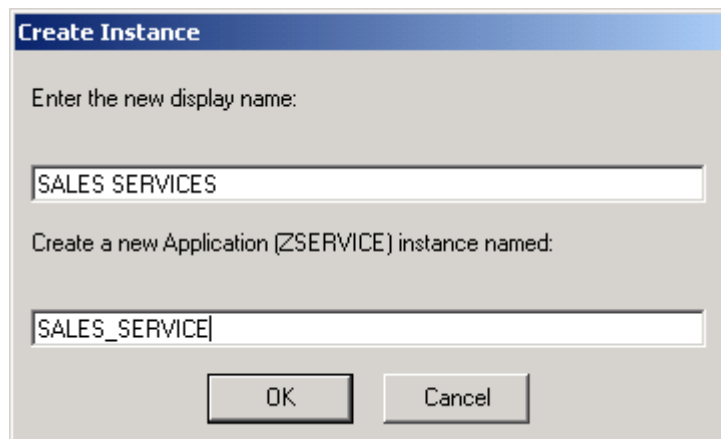 Create Instance
Enter the new display name:
SALES SERVICES
Create a new Application (ZSERVICE) instance named:
SALES_SERVICE
OK
Cancel